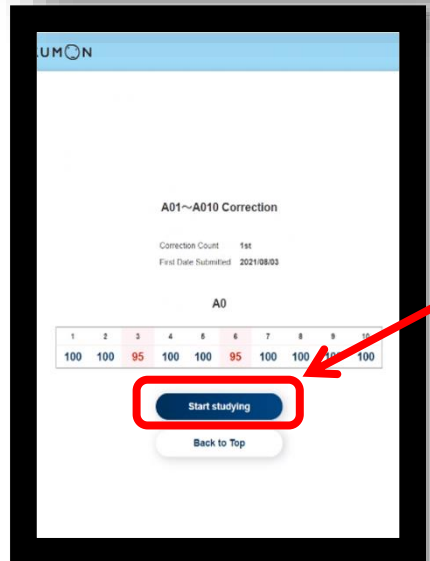 UMON
A01～A010 Correction
Correction Count 1st
First Date Submitted 2021/08/03
A0
1 2 3 4 5 6 7 8 9 10
100 100 95 100 100 95 100 100 100 100
Start studying
Back to Top